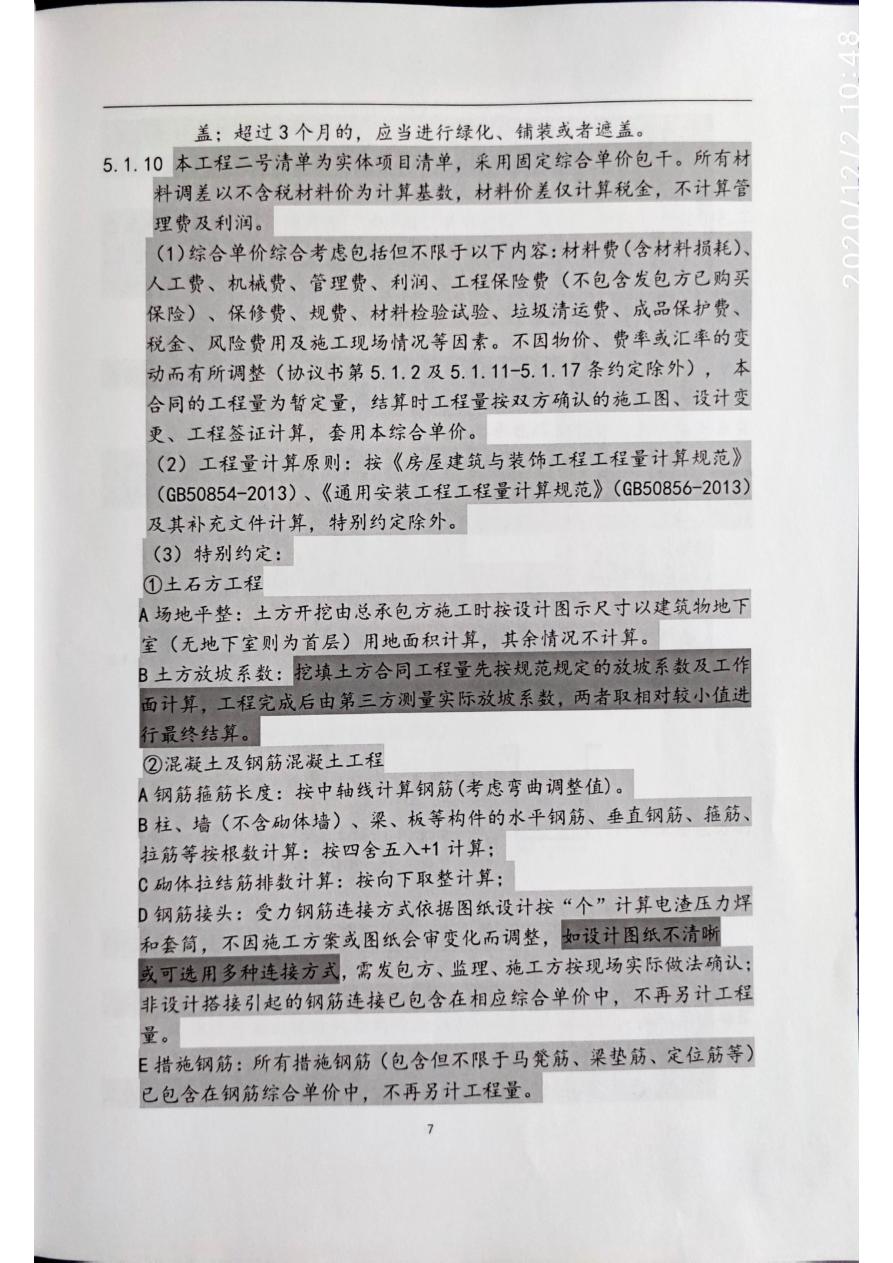 盖；超过 3 个月的，应当进行绿化、铺装或者遮盖。
5.1.10 本工程二号清单为实体项目清单，采用固定综合单价包干。所有材
料调差以不含税材料价为计算基数，材料价差仅计算税金，不计算管
理费及利润。
（1）综合单价综合考虑包括但不限于以下内容：材料费（含材料损耗）、
人工费、机械费、管理费、利润、工程保险费（不包含发包方已购买
保险）、保修费、规费、材料检验试验、垃圾清运费、成品保护费、
税金、风险费用及施工现场情况等因素。不因物价、费率或汇率的变
动而有所调整（协议书第 5.1.2 及 5.1.11-5.1.17 条约定除外）， 本
合同的工程量为暂定量，结算时工程量按双方确认的施工图、设计变
更、工程签证计算，套用本综合单价。
（2）工程量计算原则：按《房屋建筑与装饰工程工程量计算规范》
（GB50854-2013）、《通用安装工程工程量计算规范》（GB50856-2013）
及其补充文件计算，特别约定除外。
（3）特别约定：
①土石方工程
A 场地平整：土方开挖由总承包方施工时按设计图示尺寸以建筑物地下
室（无地下室则为首层）用地面积计算，其余情况不计算。
B 土方放坡系数：挖填土方合同工程量先按规范规定的放坡系数及工作
面计算，工程完成后由第三方测量实际放坡系数，两者取相对较小值进
行最终结算。
②混凝土及钢筋混凝土工程
A 钢筋箍筋长度：按中轴线计算钢筋(考虑弯曲调整值)。
B 柱、墙（不含砌体墙）、梁、板等构件的水平钢筋、垂直钢筋、箍筋、
拉筋等按根数计算：按四舍五入+1 计算；
C 砌体拉结筋排数计算：按向下取整计算；
D 钢筋接头：受力钢筋连接方式依据图纸设计按“个”计算电渣压力焊
和套筒，不因施工方案或图纸会审变化而调整，如设计图纸不清晰
或可选用多种连接方式，需发包方、监理、施工方按现场实际做法确认；
非设计搭接引起的钢筋连接已包含在相应综合单价中，不再另计工程
量。
E 措施钢筋：所有措施钢筋（包含但不限于马凳筋、梁垫筋、定位筋等）
已包含在钢筋综合单价中，不再另计工程量。
7
2020/12/2 10:48